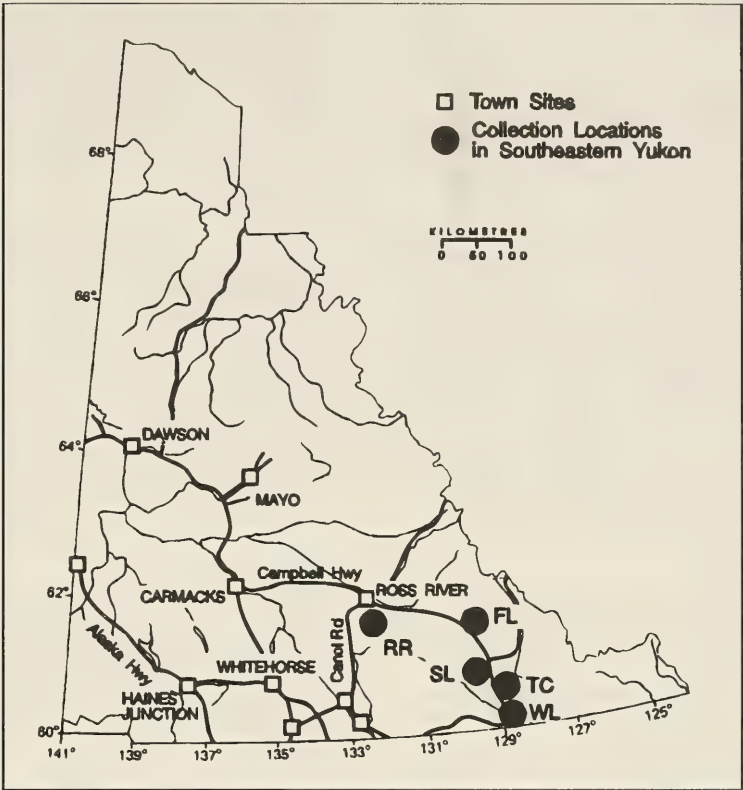 Town Sites
Collection Locations
in Southeastern Yukon
KILOMETRES
0 50 100
68°
66°
64°
62°
60°
DAWSON
MAYO
Campbell Hwy
CARMACKS
ROSS RIVER
FL
RR
Canol Rd
Alaska Hwy
WHITEHORSE
SL
TC
HAINES
JUNCTION
WL
141°
139°
137°
135°
133°
131°
129°
127°
125°